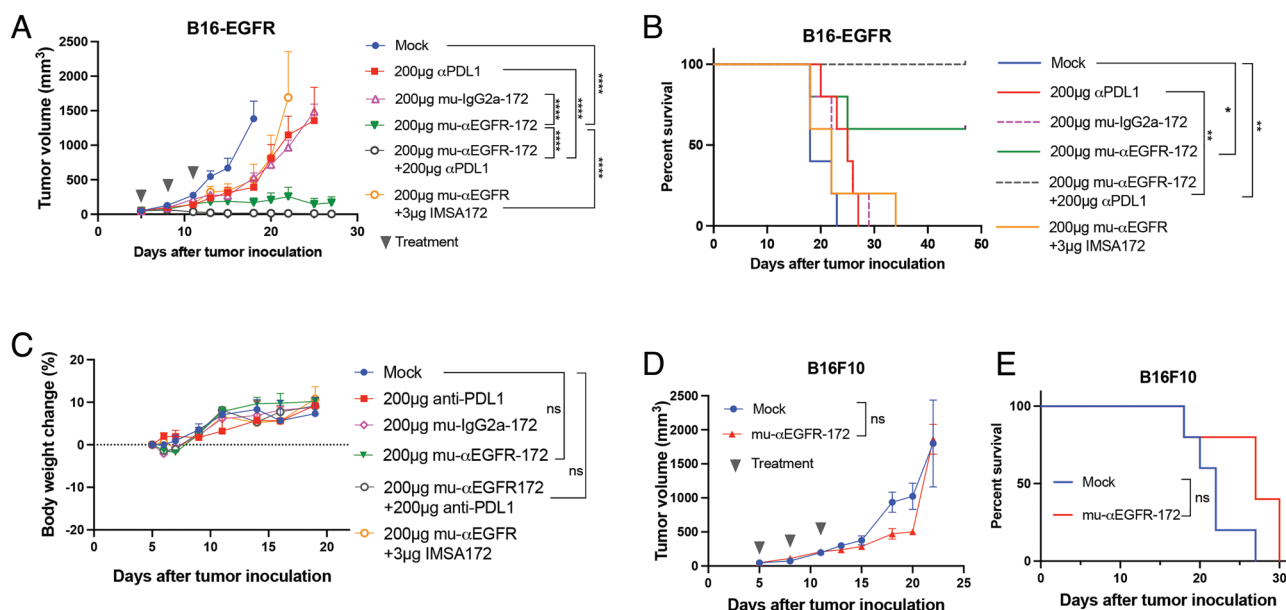 A
B16-EGFR
Tumor volume (mm³)
2500
2000
1500
1000
500
0
0
10
20
30
Days after tumor inoculation
Mock
200µg αPDL1
200µg mu-IgG2a-172
200µg mu-αEGFR-172
200µg mu-αEGFR-172
+200µg αPDL1
200µg mu-αEGFR
+3µg IMSA172
Treatment
****
****
****
****
****
****
B
B16-EGFR
Percent survival
100
50
0
0
10
20
30
40
50
Days after tumor inoculation
Mock
200µg αPDL1
200µg mu-IgG2a-172
200µg mu-αEGFR-172
200µg mu-αEGFR-172
+200µg αPDL1
200µg mu-αEGFR
+3µg IMSA172
**
*
**
C
Body weight change (%)
20
10
0
-10
-20
0
5
10
15
20
Days after tumor inoculation
Mock
200µg anti-PDL1
200µg mu-IgG2a-172
200µg mu-αEGFR-172
200µg mu-αEGFR172
+200µg anti-PDL1
200µg mu-αEGFR
+3µg IMSA172
ns
ns
D
B16F10
Tumor volume (mm³)
2500
2000
1500
1000
500
0
0
5
10
15
20
25
Days after tumor inoculation
Mock
mu-αEGFR-172
Treatment
ns
E
B16F10
Percent survival
100
50
0
0
10
20
30
Days after tumor inoculation
Mock
mu-αEGFR-172
ns